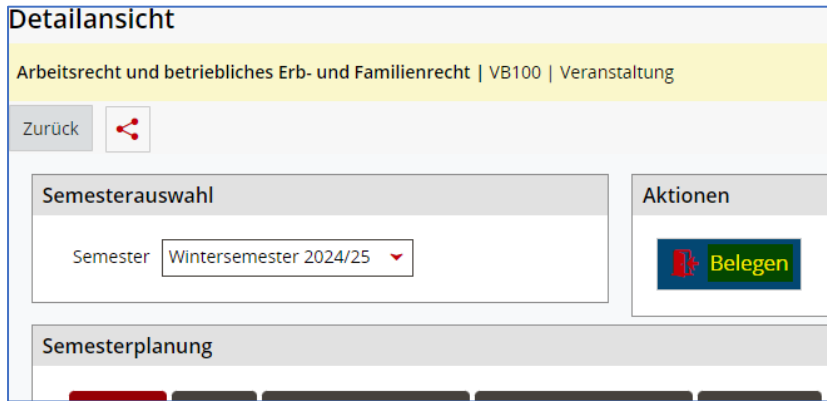 Detailansicht
Arbeitsrecht und betriebliches Erb- und Familienrecht | VB100 | Veranstaltung
Zurück
Semesterauswahl
Semester Wintersemester 2024/25
Aktionen
Belegen
Semesterplanung